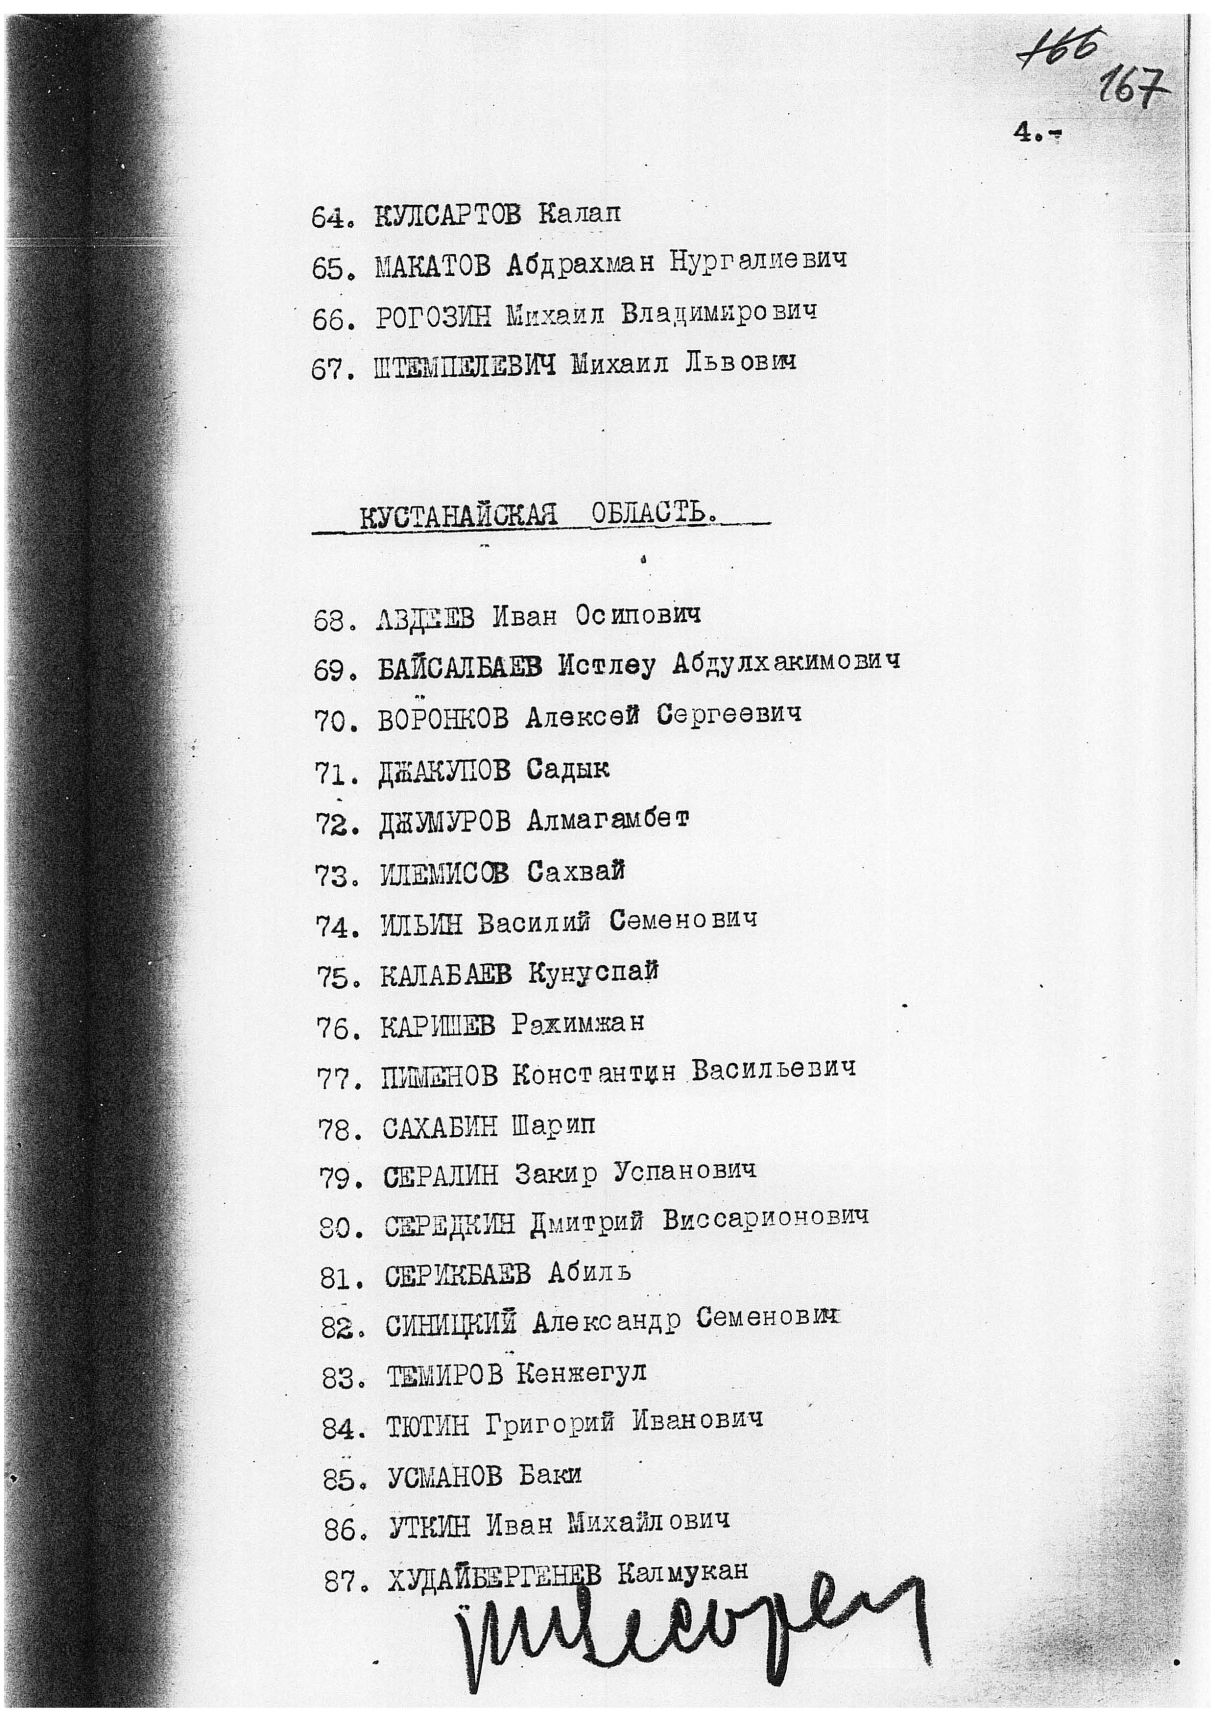 166
167
4.-
64. КУЛСАРТОВ Калап
65. МАКАТОВ Абдрахман Нургалиевич
66. РОГОЗИН Михаил Владимирович
67. ШТЕМПЕЛЕВИЧ Михаил Львович
КУСТАНАЙСКАЯ ОБЛАСТЬ.
68. АВДЕЕВ Иван Осипович
69. БАЙСАЛБАЕВ Истлеу Абдулхакимович
70. ВОРОНКОВ Алексей Сергеевич
71. ДЖАКУПОВ Садык
72. ДЖУМУРОВ Алмагамбет
73. ИЛЕМИСОВ Сахвай
74. ИЛЬИН Василий Семенович
75. КАЛАБАЕВ Кунуспай
76. КАРИШЕВ Рахимжан
77. ПИМЕНОВ Константин Васильевич
78. САХАБИН Шарип
79. СЕРАЛИН Закир Успанович
80. СЕРЕДКИН Дмитрий Виссарионович
81. СЕРИКБАЕВ Абиль
82. СИНИЦКИЙ Александр Семенович
83. ТЕМИРОВ Кенжегул
84. ТЮТИН Григорий Иванович
85. УСМАНОВ Баки
86. УТКИН Иван Михайлович
87. ХУДАЙБЕРГЕНЕВ Калмукан